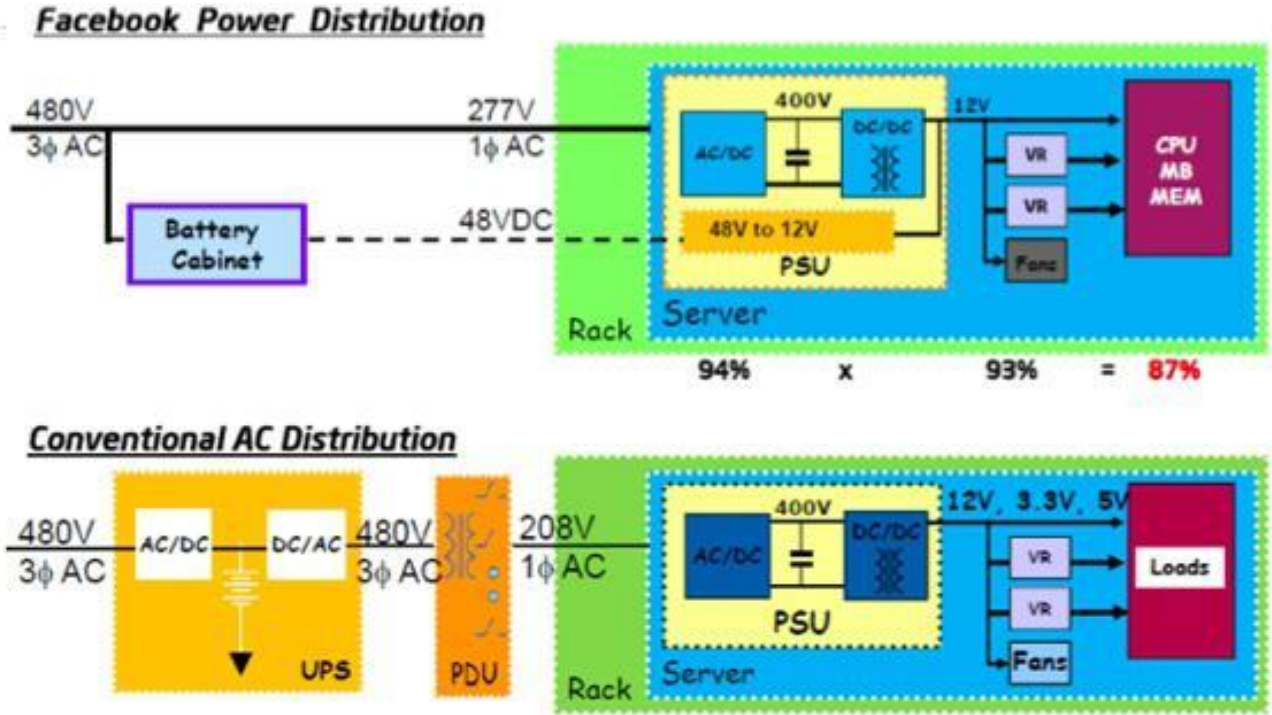 Facebook Power Distribution
480V
3ϕ AC
277V
1ϕ AC
Battery
Cabinet
48VDC
AC/DC
400V
DC/DC
48V to 12V
PSU
12V
VR
VR
Fans
CPU
MB
MEM
Server
Rack
94% x 93% = 87%
Conventional AC Distribution
480V
3ϕ AC
AC/DC
DC/AC
UPS
480V
3ϕ AC
PDU
208V
1ϕ AC
AC/DC
400V
DC/DC
PSU
12V, 3.3V, 5V
VR
VR
Fans
Loads
Server
Rack